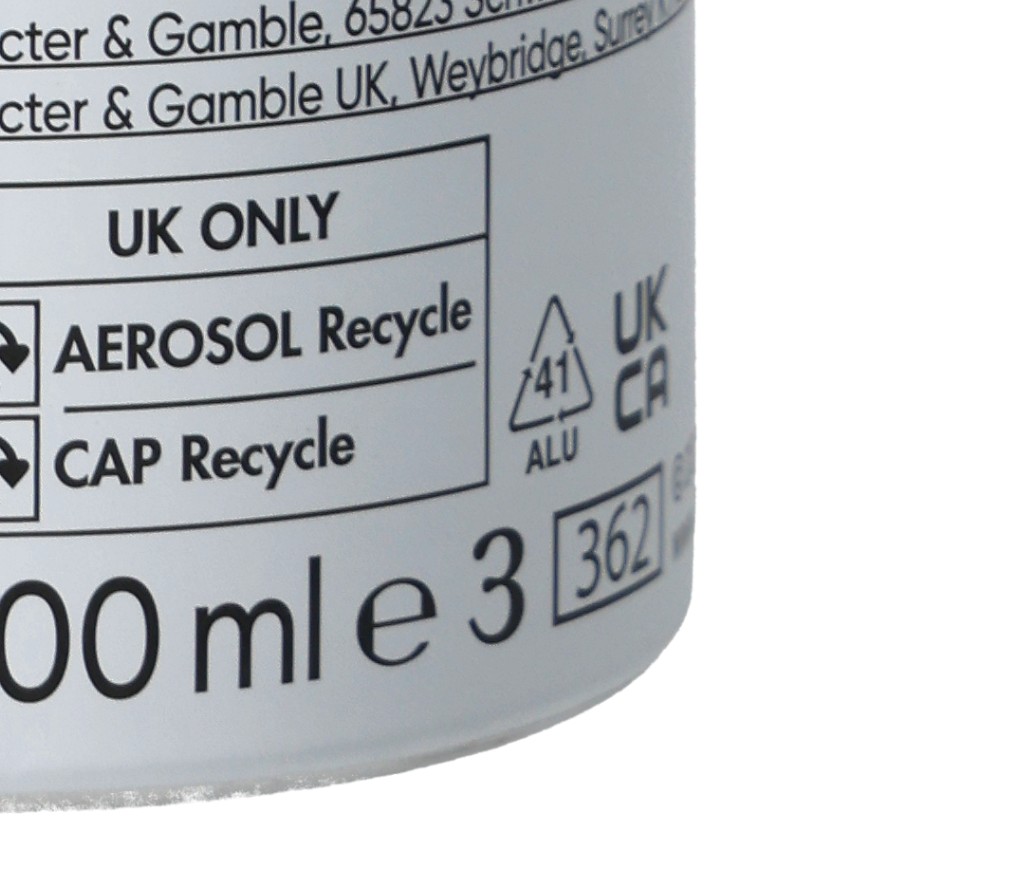 cter & Gamble, 65823
cter & Gamble UK, Weybridge, Surrey
UK ONLY
AEROSOL Recycle
CAP Recycle
41
ALU
UK
CA
00 ml e 3 362